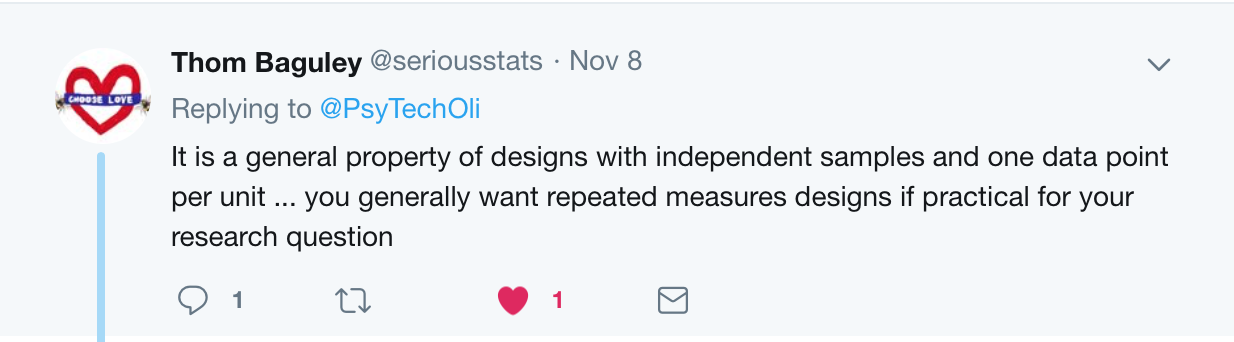 Thom Baguley @seriousstats · Nov 8
CHOOSE LOVE
Replying to @PsyTechOli
It is a general property of designs with independent samples and one data point
per unit ... you generally want repeated measures designs if practical for your
research question
1 1